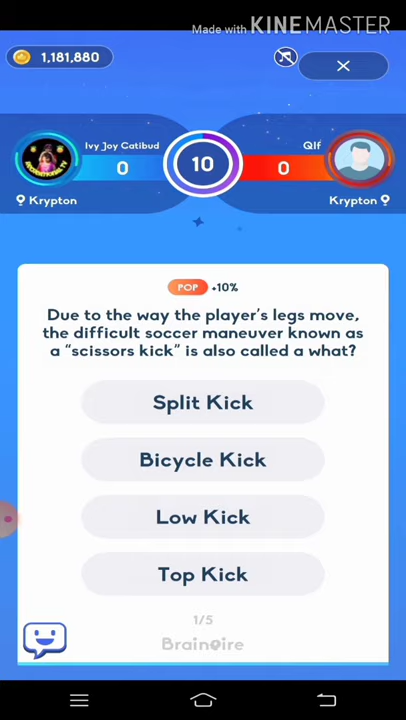 Made with KINEMASTER
1,181,880
Ivy Joy Catibud
10
Qlf
0
0
Krypton
Krypton
POP +10%
Due to the way the player's legs move,
the difficult soccer maneuver known as
a "scissors kick" is also called a what?
Split Kick
Bicycle Kick
Low Kick
Top Kick
1/5
Brainoire